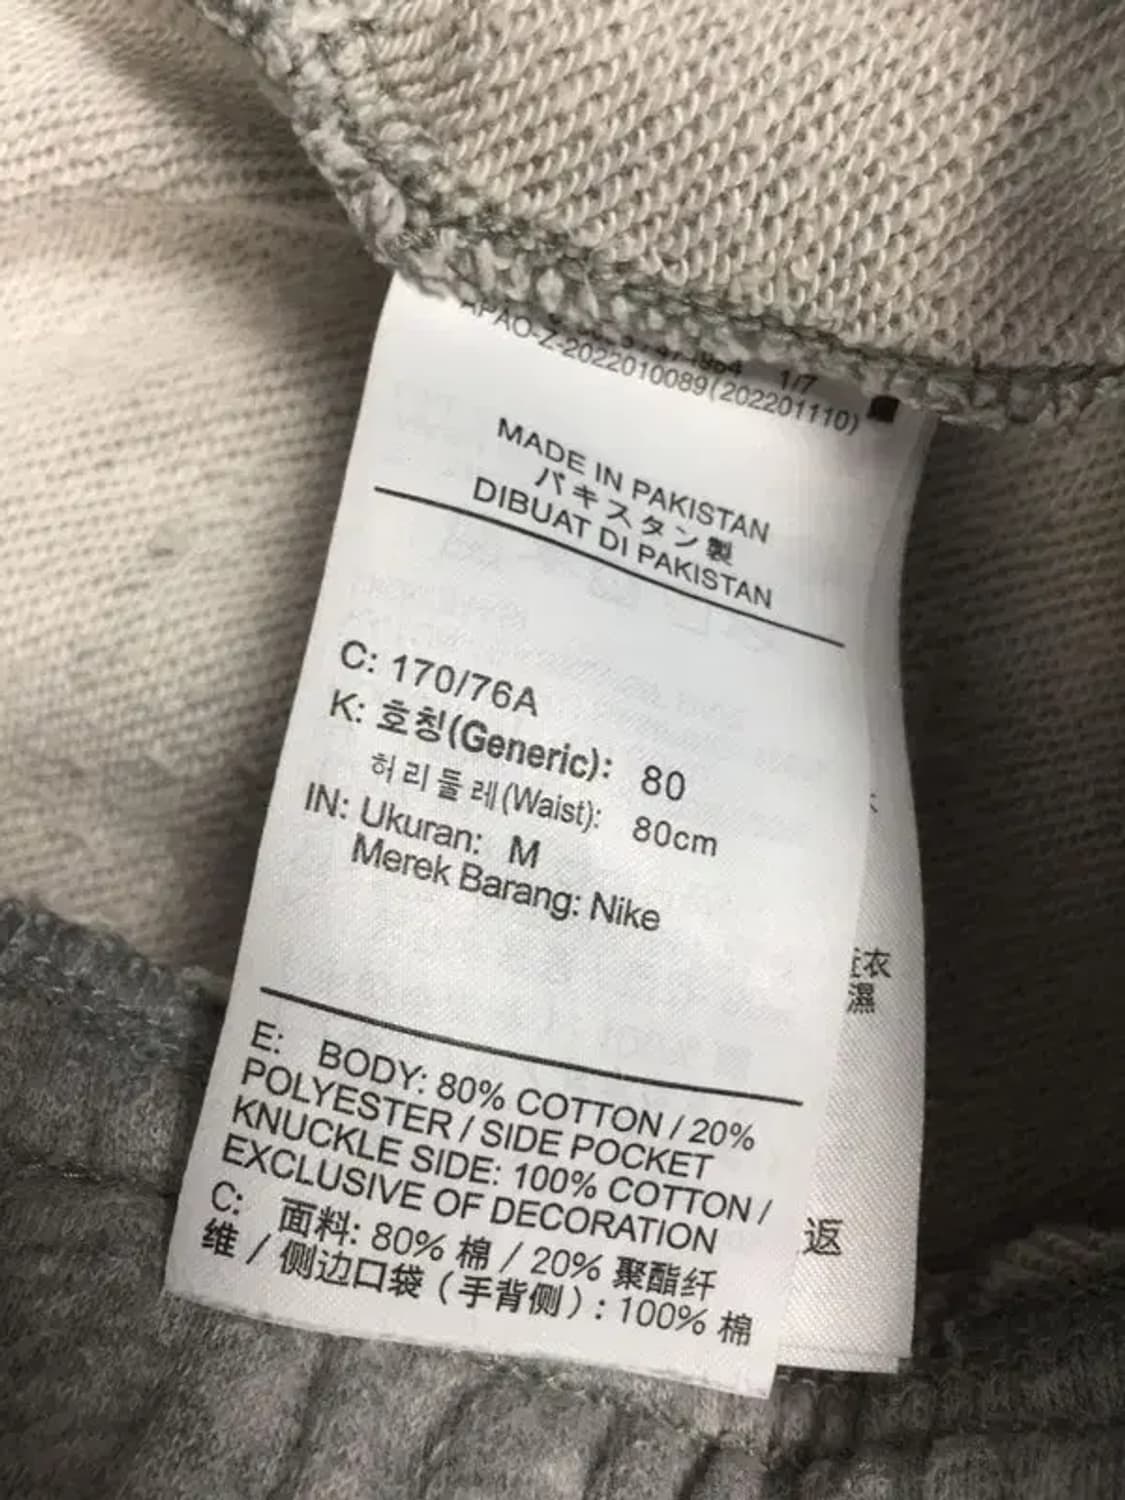 APAO-Z-2022010089(202201110)
1/7
MADE IN PAKISTAN
パキスタン製
DIBUAT DI PAKISTAN
C: 170/76A
K: 호칭(Generic): 80
허리둘레(Waist): 80cm
IN: Ukuran: M
Merek Barang: Nike
E: BODY: 80% COTTON / 20%
POLYESTER / SIDE POCKET
KNUCKLE SIDE: 100% COTTON /
EXCLUSIVE OF DECORATION
C: 面料: 80% 棉 / 20% 聚酯纤
维 / 侧边口袋 ( 手背侧 ) : 100% 棉
衣
濕
返